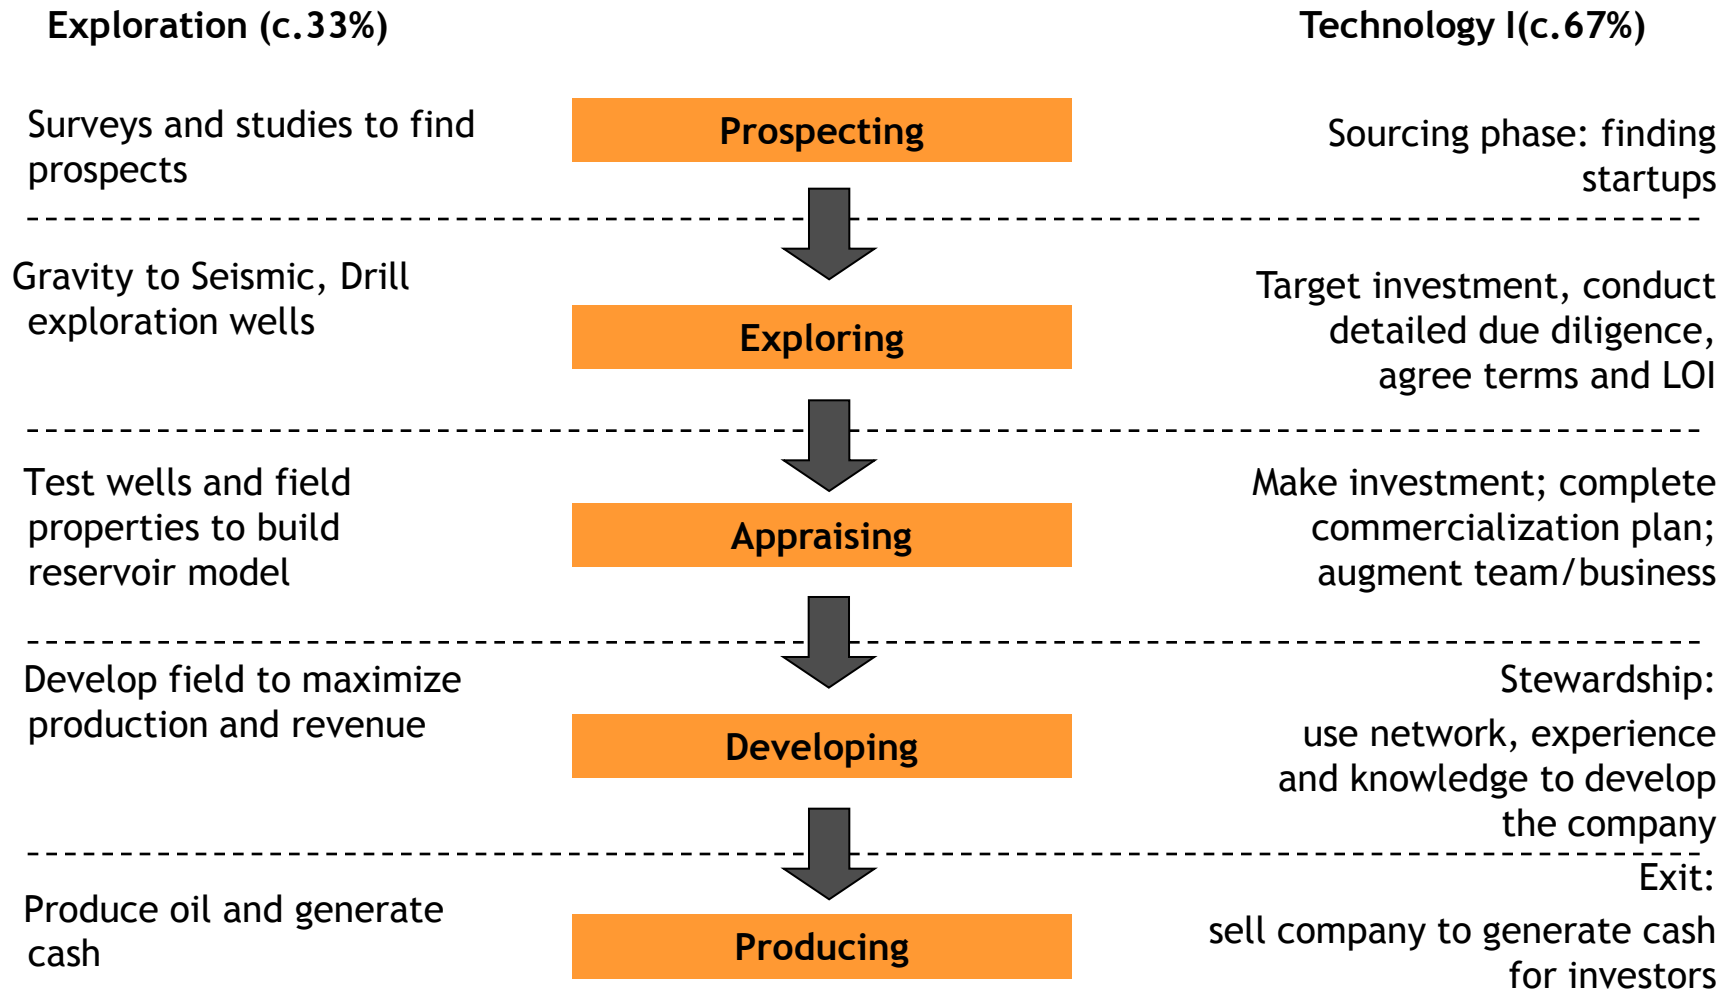 Exploration (c.33%)
Technology I(c.67%)
Surveys and studies to find
prospects
Prospecting
Sourcing phase: finding
startups
Gravity to Seismic, Drill
exploration wells
Exploring
Target investment, conduct
detailed due diligence,
agree terms and LOI
Test wells and field
properties to build
reservoir model
Appraising
Make investment; complete
commercialization plan;
augment team/business
Develop field to maximize
production and revenue
Developing
Stewardship:
use network, experience
and knowledge to develop
the company
Produce oil and generate
cash
Producing
Exit:
sell company to generate cash
for investors